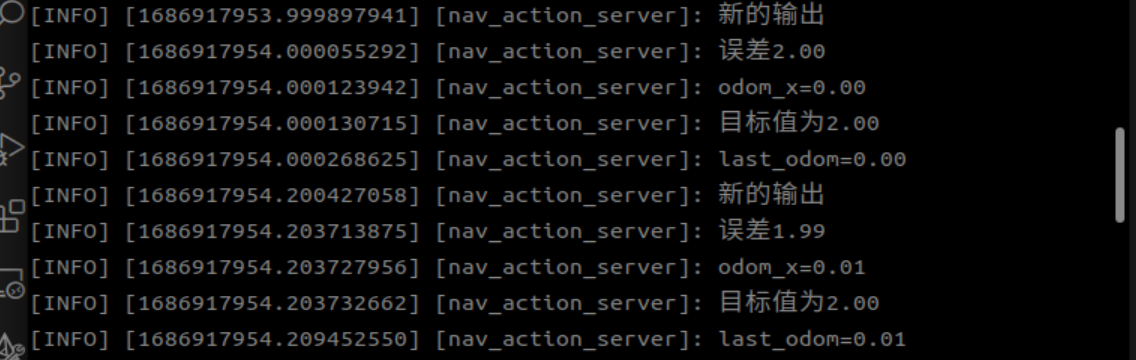 [INFO] [1686917953.999897941] [nav_action_server]: 新的输出
[INFO] [1686917954.000055292] [nav_action_server]: 误差2.00
[INFO] [1686917954.000123942] [nav_action_server]: odom_x=0.00
[INFO] [1686917954.000130715] [nav_action_server]: 目标值为2.00
[INFO] [1686917954.000268625] [nav_action_server]: last_odom=0.00
[INFO] [1686917954.200427058] [nav_action_server]: 新的输出
[INFO] [1686917954.203713875] [nav_action_server]: 误差1.99
[INFO] [1686917954.203727956] [nav_action_server]: odom_x=0.01
[INFO] [1686917954.203732662] [nav_action_server]: 目标值为2.00
[INFO] [1686917954.209452550] [nav_action_server]: last_odom=0.01